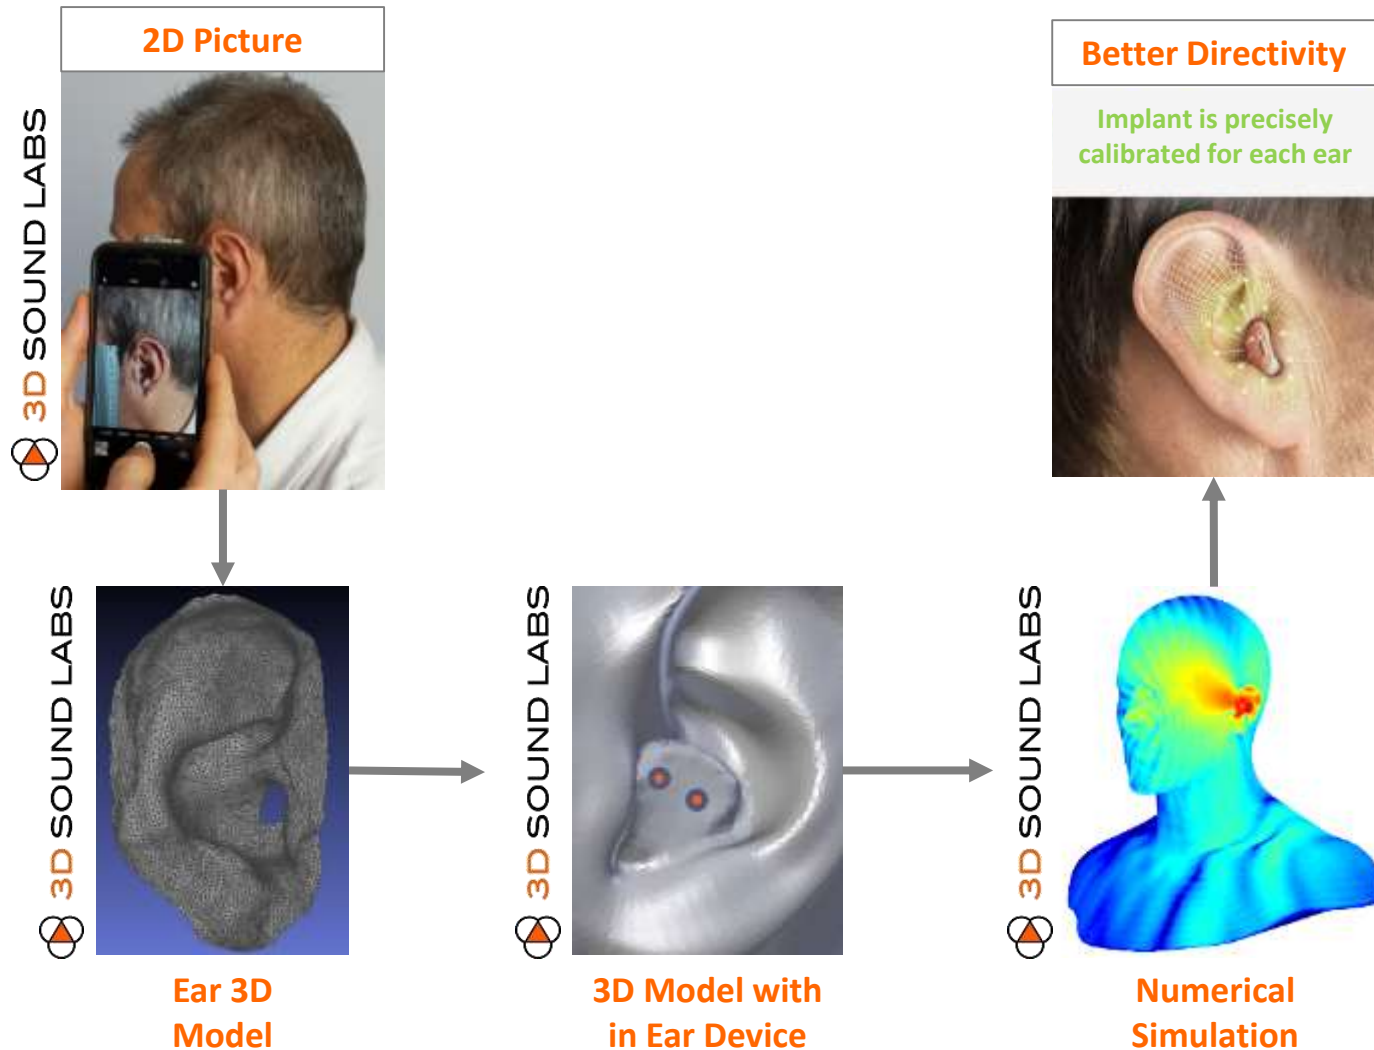 2D Picture
3D SOUND LABS
Better Directivity
Implant is precisely
calibrated for each ear
3D SOUND LABS
3D SOUND LABS
3D SOUND LABS
Ear 3D
Model
3D Model with
in Ear Device
Numerical
Simulation